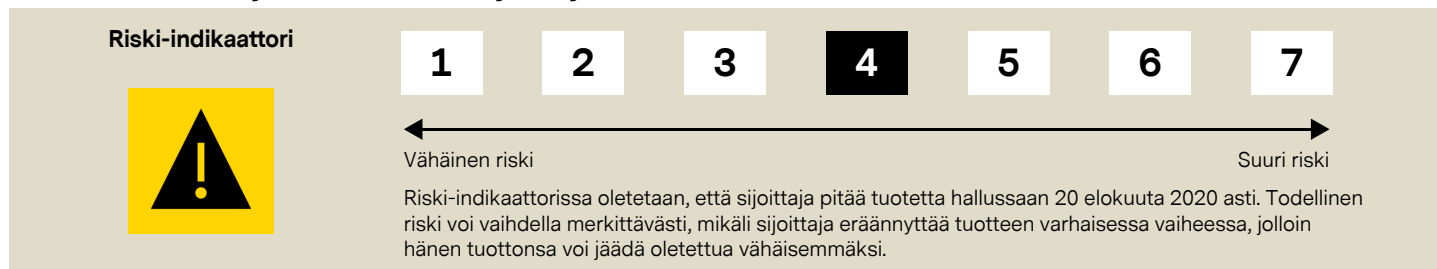 Riski-indikaattori
1 2 3 4 5 6 7
Vähäinen riski Suuri riski
Riski-indikaattorissa oletetaan, että sijoittaja pitää tuotetta hallussaan 20 elokuuta 2020 asti. Todellinen
riski voi vaihdella merkittävästi, mikäli sijoittaja eräännyttää tuotteen varhaisessa vaiheessa, jolloin
hänen tuottonsa voi jäädä oletettua vähäisemmäksi.